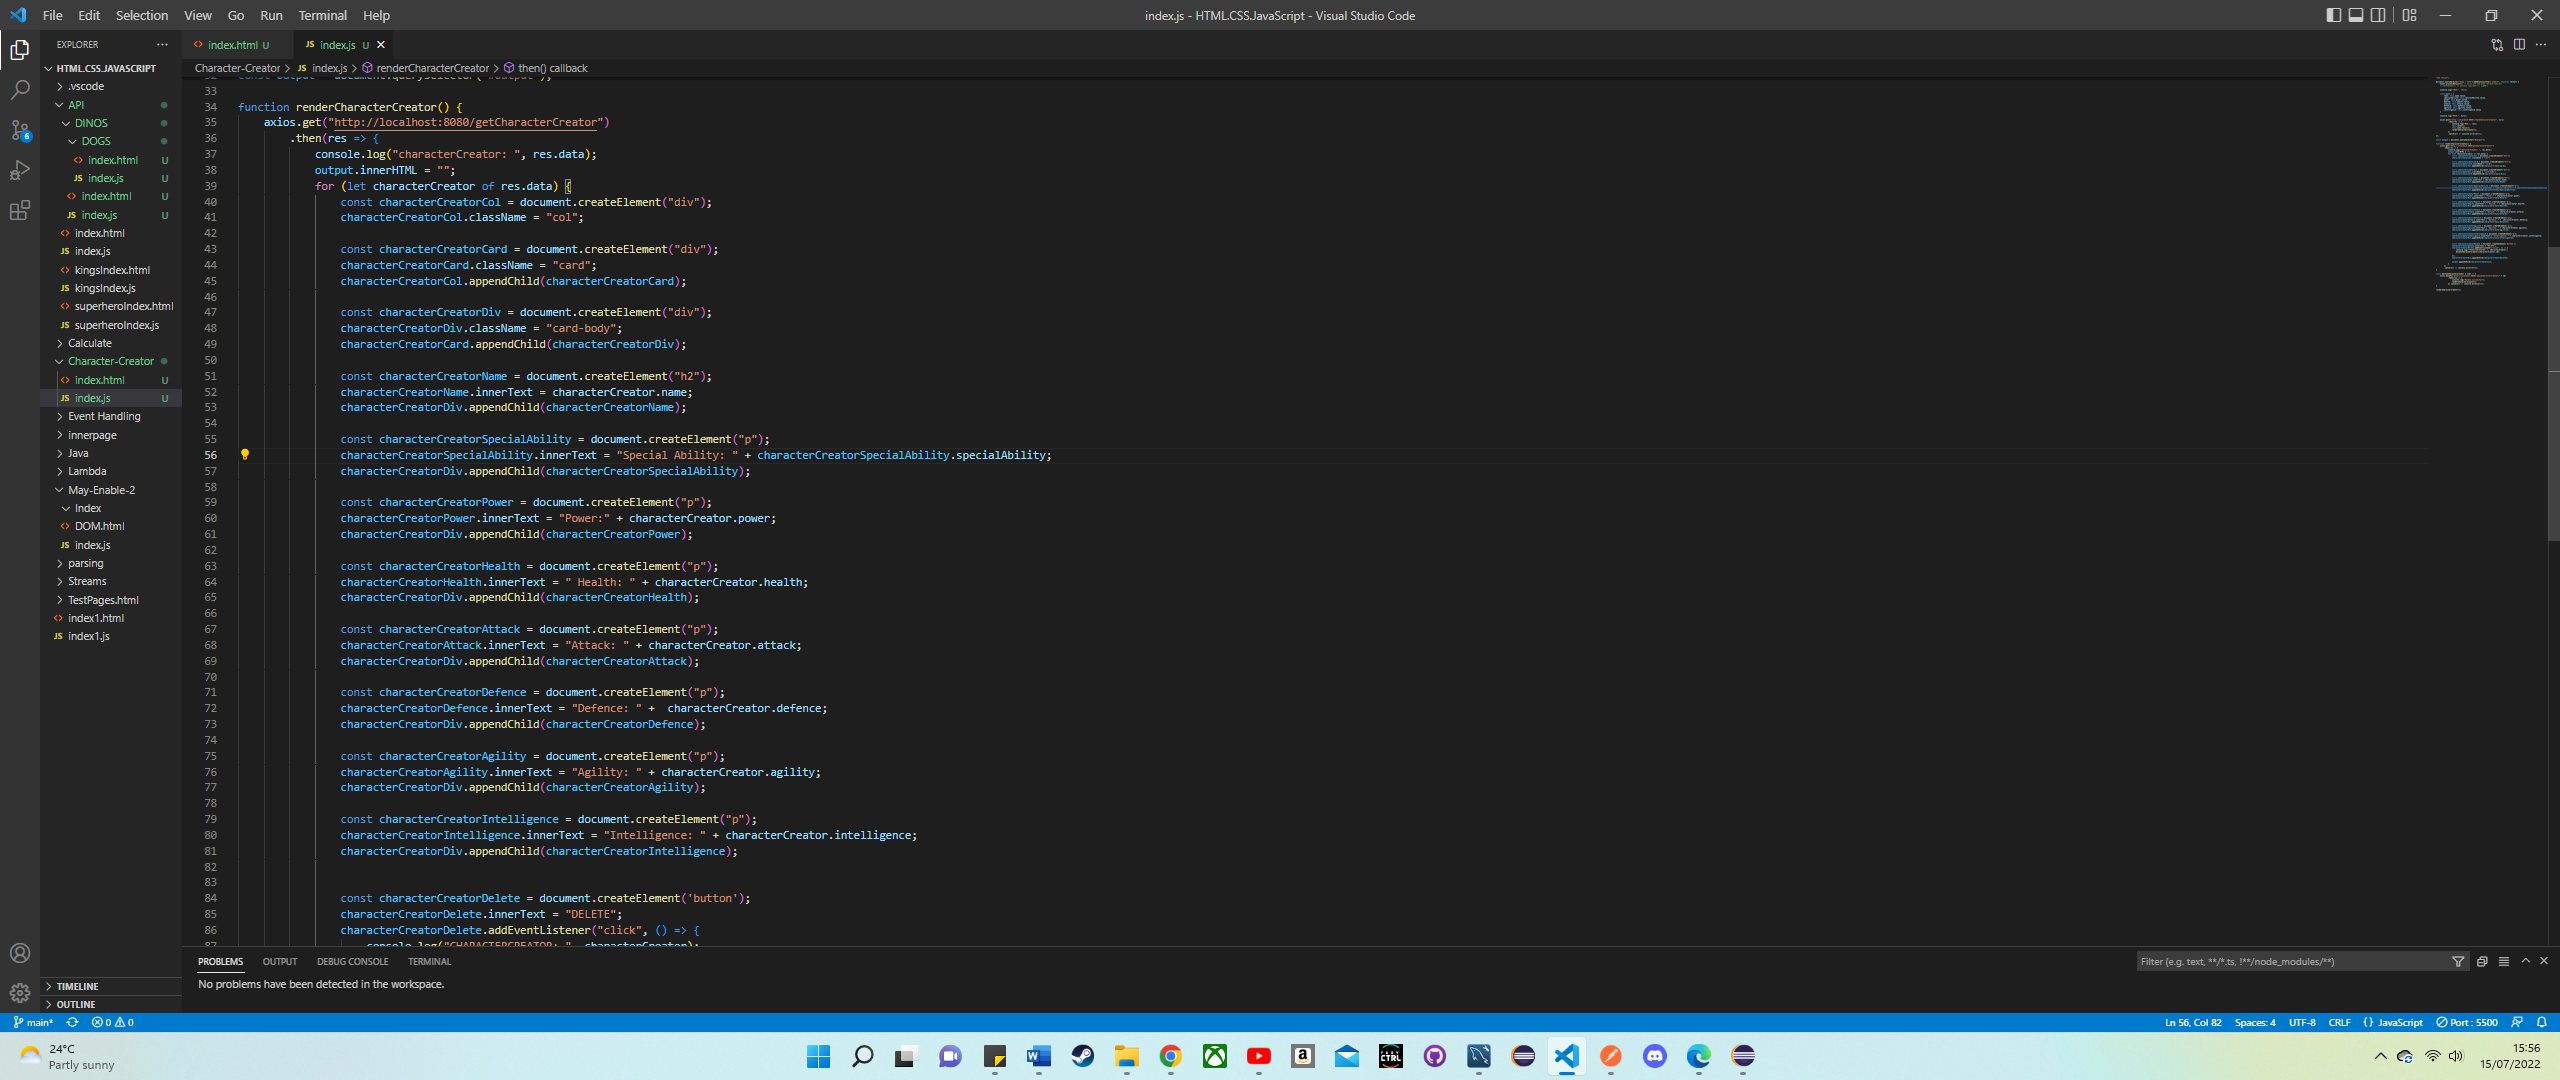 File Edit Selection View Go Run Terminal Help
index.js - HTML.CSS.JavaScript - Visual Studio Code
EXPLORER
HTML.CSS.JAVASCRIPT
.vscode
API
DINOS
DOGS
index.html U
index.js U
index.html U
index.js U
index.html
index.js
kingsIndex.html
kingsIndex.js
superheroIndex.html
superheroIndex.js
Calculate
Character-Creator
index.html U
index.js U
Event Handling
innerpage
Java
Lambda
May-Enable-2
Index
DOM.html
index.js
parsing
Streams
TestPages.html
index1.html
index1.js
TIMELINE
OUTLINE
index.html U
index.js U
Character-Creator > index.js > renderCharacterCreator > then() callback
33
34 function renderCharacterCreator() {
35 axios.get("http://localhost:8080/getCharacterCreator")
36 .then(res => {
37 console.log("characterCreator: ", res.data);
38 output.innerHTML = "";
39 for (let characterCreator of res.data) {
40 const characterCreatorCol = document.createElement("div");
41 characterCreatorCol.className = "col";
42
43 const characterCreatorCard = document.createElement("div");
44 characterCreatorCard.className = "card";
45 characterCreatorCol.appendChild(characterCreatorCard);
46
47 const characterCreatorDiv = document.createElement("div");
48 characterCreatorDiv.className = "card-body";
49 characterCreatorCard.appendChild(characterCreatorDiv);
50
51 const characterCreatorName = document.createElement("h2");
52 characterCreatorName.innerText = characterCreator.name;
53 characterCreatorDiv.appendChild(characterCreatorName);
54
55 const characterCreatorSpecialAbility = document.createElement("p");
56 characterCreatorSpecialAbility.innerText = "Special Ability: " + characterCreatorSpecialAbility.specialAbility;
57 characterCreatorDiv.appendChild(characterCreatorSpecialAbility);
58
59 const characterCreatorPower = document.createElement("p");
60 characterCreatorPower.innerText = "Power:" + characterCreator.power;
61 characterCreatorDiv.appendChild(characterCreatorPower);
62
63 const characterCreatorHealth = document.createElement("p");
64 characterCreatorHealth.innerText = " Health: " + characterCreator.health;
65 characterCreatorDiv.appendChild(characterCreatorHealth);
66
67 const characterCreatorAttack = document.createElement("p");
68 characterCreatorAttack.innerText = "Attack: " + characterCreator.attack;
69 characterCreatorDiv.appendChild(characterCreatorAttack);
70
71 const characterCreatorDefence = document.createElement("p");
72 characterCreatorDefence.innerText = "Defence: " +  characterCreator.defence;
73 characterCreatorDiv.appendChild(characterCreatorDefence);
74
75 const characterCreatorAgility = document.createElement("p");
76 characterCreatorAgility.innerText = "Agility: " + characterCreator.agility;
77 characterCreatorDiv.appendChild(characterCreatorAgility);
78
79 const characterCreatorIntelligence = document.createElement("p");
80 characterCreatorIntelligence.innerText = "Intelligence: " + characterCreator.intelligence;
81 characterCreatorDiv.appendChild(characterCreatorIntelligence);
82
83
84 const characterCreatorDelete = document.createElement('button');
85 characterCreatorDelete.innerText = "DELETE";
86 characterCreatorDelete.addEventListener("click", () => {
87 console.log("CHARACTERCREATOR: ", characterCreator);
PROBLEMS OUTPUT DEBUG CONSOLE TERMINAL
Filter (e.g. text, **/*.ts, !**/node_modules/**)
No problems have been detected in the workspace.
main* 0 0
Ln 56, Col 82 Spaces: 4 UTF-8 CRLF {} JavaScript Port : 5500
24°C
Partly sunny
15:56
15/07/2022